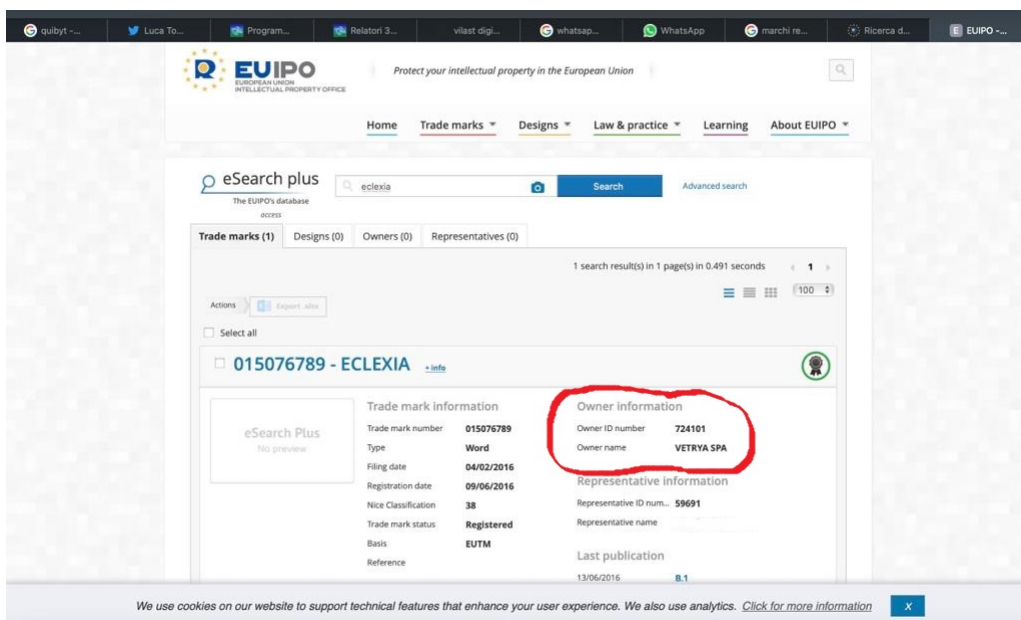 quibyt -...
Luca To...
Program...
Relatori 3...
vilast digi...
whatsap...
WhatsApp
marchi re...
Ricerca d...
E EUIPO -...
EUIPO
EUROPEAN UNION
INTELLECTUAL PROPERTY OFFICE
Protect your intellectual property in the European Union
Home Trade marks Designs Law & practice Learning About EUIPO
eSearch plus
The EUIPO's database
access
eclexia
Search
Advanced search
Trade marks (1) Designs (0) Owners (0) Representatives (0)
1 search result(s) in 1 page(s) in 0.491 seconds 1
100
Actions Export .xlsx
Select all
015076789 - ECLEXIA + info
eSearch Plus
No preview
Trade mark information
Trade mark number 015076789
Type Word
Filing date 04/02/2016
Registration date 09/06/2016
Nice Classification 38
Trade mark status Registered
Basis EUTM
Reference
Owner information
Owner ID number 724101
Owner name VETRYA SPA
Representative information
Representative ID num... 59691
Representative name
Last publication
13/06/2016 B.1
We use cookies on our website to support technical features that enhance your user experience. We also use analytics. Click for more information X